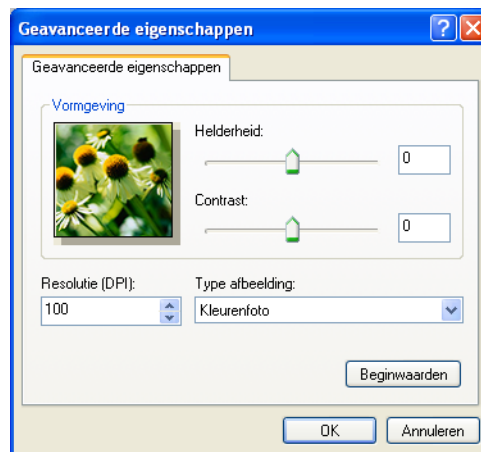 Geavanceerde eigenschappen
Geavanceerde eigenschappen
Vormgeving
Helderheid:
0
Contrast:
0
Resolutie (DPI):
100
Type afbeelding:
Kleurenfoto
Beginwaarden
OK
Annuleren